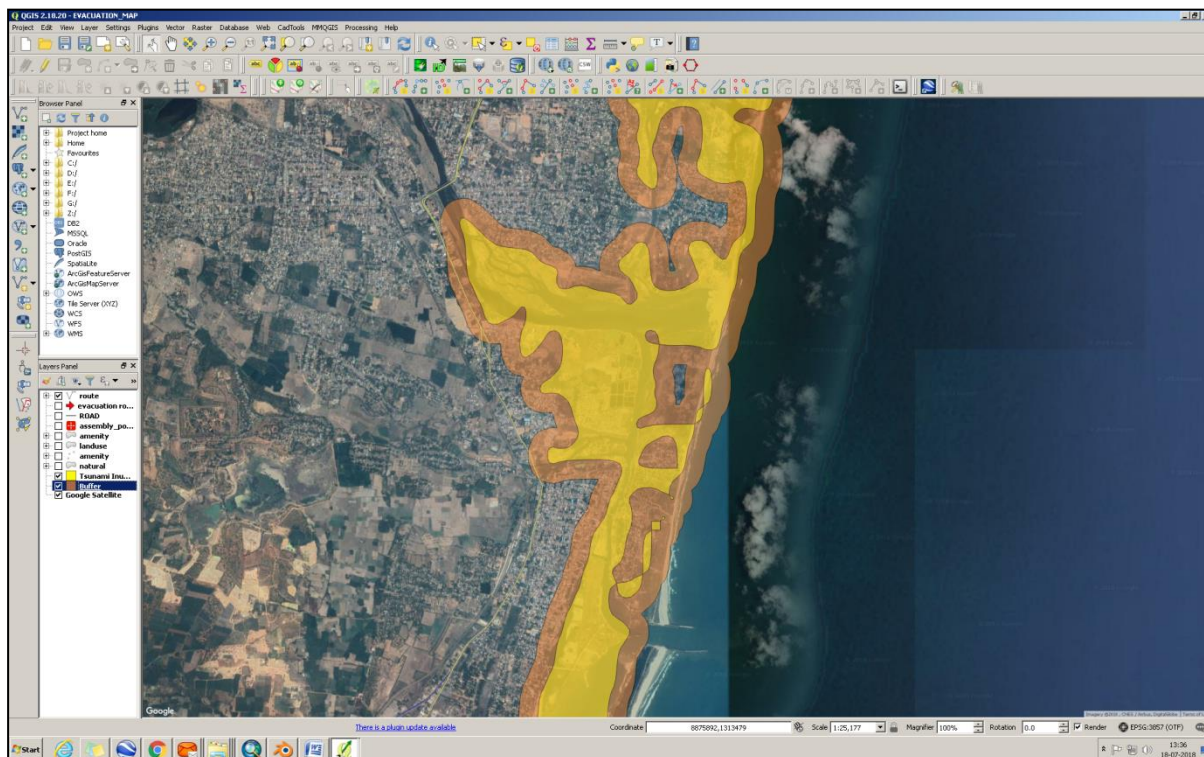 QGIS 2.18.20 - EVACUATION_MAP
Project Edit View Layer Settings Plugins Vector Raster Database Web CadTools MMQGIS Processing Help
Browser Panel
Project home
Home
Favourites
C:/
D:/
E:/
F:/
G:/
Z:/
DB2
MSSQL
Oracle
PostGIS
SpatiaLite
ArcGisFeatureServer
ArcGisMapServer
OWS
Tile Server (XYZ)
WCS
WFS
WMS
Layers Panel
route
evacuation ro...
ROAD
assembly_po...
amenity
landuse
amenity
natural
Tsunami Inu...
Buffer
Google Satellite
Google
There is a plugin update available
Coordinate 8875892,1313479 Scale 1:25,177 Magnifier 100% Rotation 0.0 Render EPSG:3857 (OTF)
Start
13:36
18-07-2018